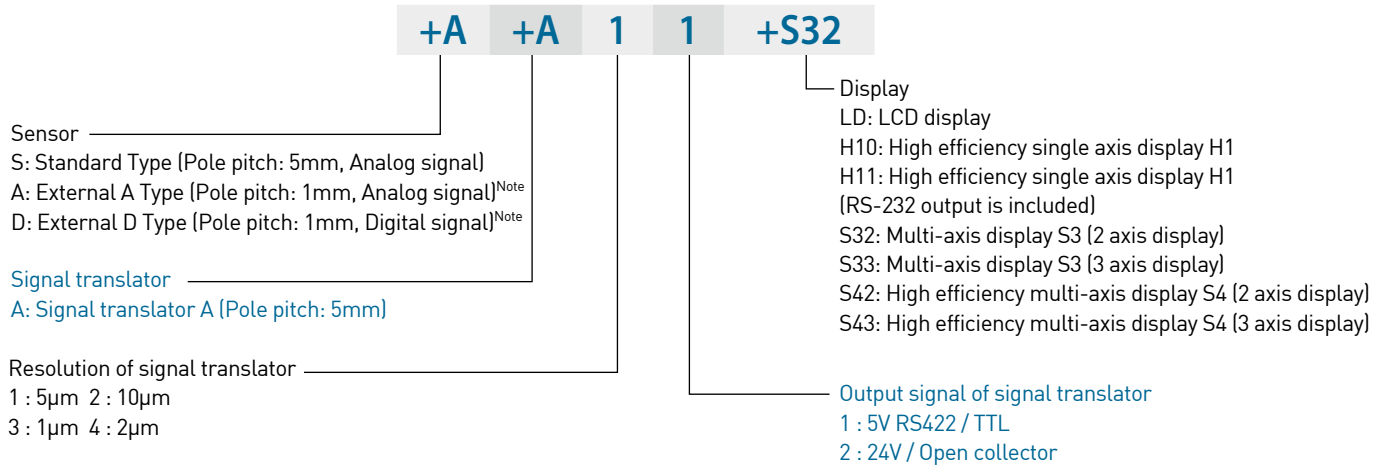 +A +A 1 1 +S32
Sensor
S: Standard Type (Pole pitch: 5mm, Analog signal)
A: External A Type (Pole pitch: 1mm, Analog signal)Note
D: External D Type (Pole pitch: 1mm, Digital signal)Note
Signal translator
A: Signal translator A (Pole pitch: 5mm)
Resolution of signal translator
1 : 5μm 2 : 10μm
3 : 1μm 4 : 2μm
Display
LD: LCD display
H10: High efficiency single axis display H1
H11: High efficiency single axis display H1
(RS-232 output is included)
S32: Multi-axis display S3 (2 axis display)
S33: Multi-axis display S3 (3 axis display)
S42: High efficiency multi-axis display S4 (2 axis display)
S43: High efficiency multi-axis display S4 (3 axis display)
Output signal of signal translator
1 : 5V RS422 / TTL
2 : 24V / Open collector